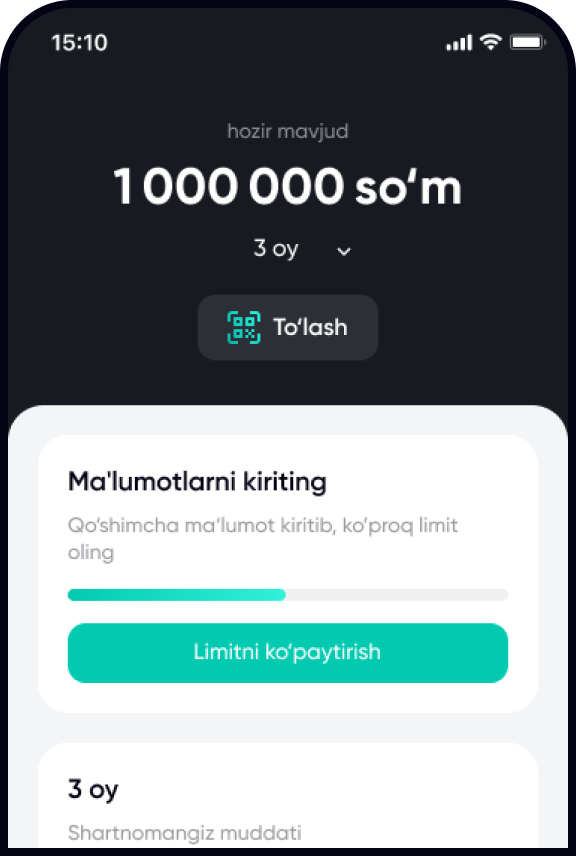 15:10
hozir mavjud
1 000 000 so‘m
3 oy
To‘lash
Ma'lumotlarni kiriting
Qo‘shimcha ma‘lumot kiritib, ko‘proq limit
oling
Limitni ko‘paytirish
3 oy
Shartnomangiz muddati